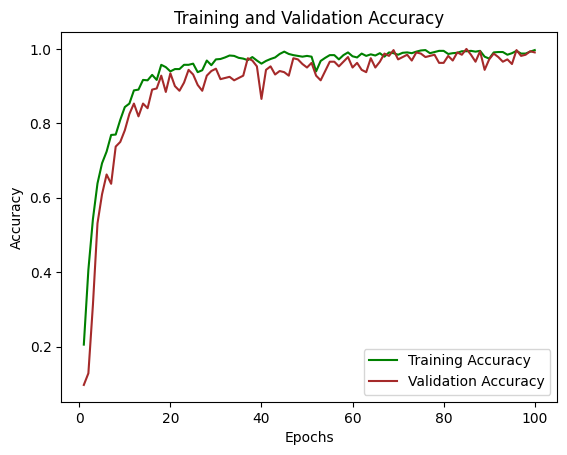 Training and Validation Accuracy
1.0
0.8
0.6
0.4
0.2
Accuracy
0
20
40
60
80
100
Epochs
Training Accuracy
Validation Accuracy